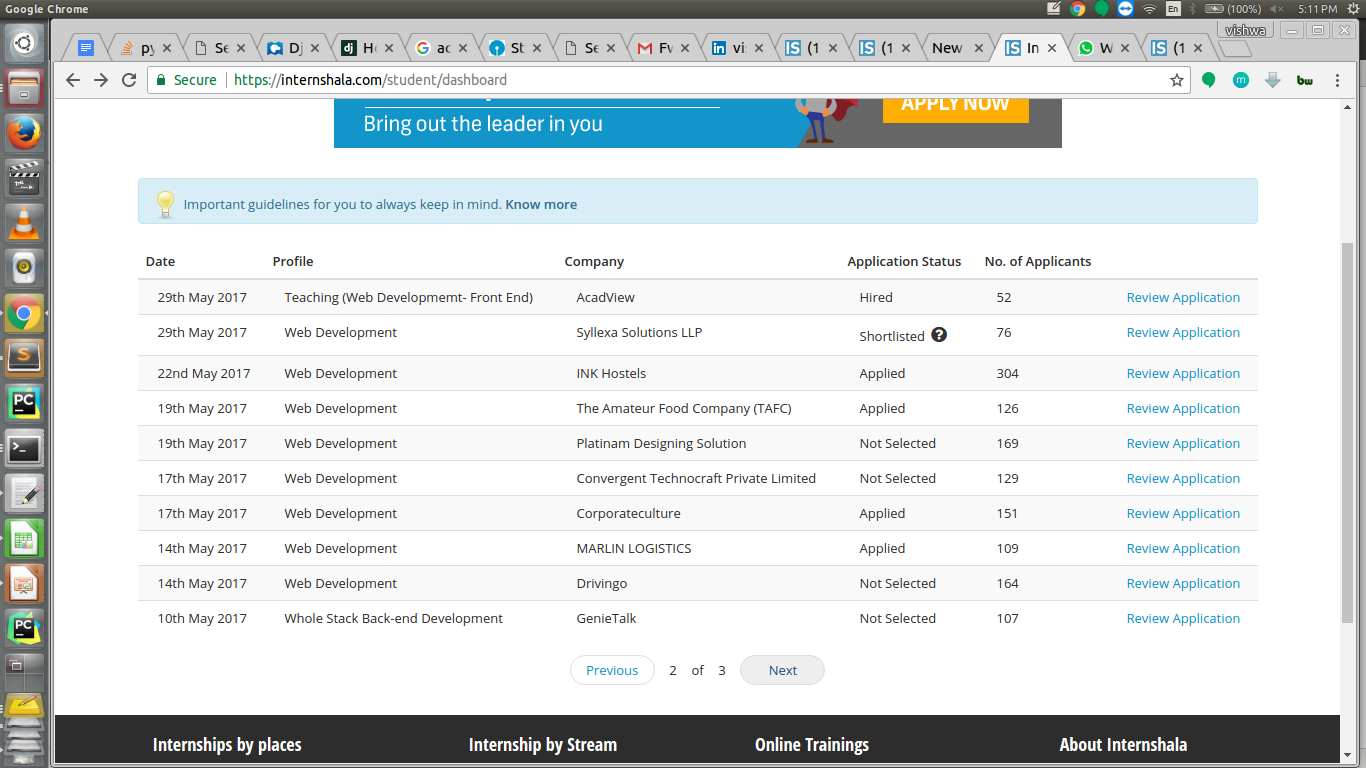 Google Chrome En (100%) 5:11 PM
vishwa
py Se Dj Ho ac St Se Fv vi (1 (1 New In W (1
Secure https://internshala.com/student/dashboard
APPLY NOW
Bring out the leader in you
Important guidelines for you to always keep in mind. Know more
Date Profile Company Application Status No. of Applicants
29th May 2017 Teaching (Web Developmemt- Front End) AcadView Hired 52 Review Application
29th May 2017 Web Development Syllexa Solutions LLP Shortlisted ? 76 Review Application
22nd May 2017 Web Development INK Hostels Applied 304 Review Application
19th May 2017 Web Development The Amateur Food Company (TAFC) Applied 126 Review Application
19th May 2017 Web Development Platinam Designing Solution Not Selected 169 Review Application
17th May 2017 Web Development Convergent Technocraft Private Limited Not Selected 129 Review Application
17th May 2017 Web Development Corporateculture Applied 151 Review Application
14th May 2017 Web Development MARLIN LOGISTICS Applied 109 Review Application
14th May 2017 Web Development Drivingo Not Selected 164 Review Application
10th May 2017 Whole Stack Back-end Development GenieTalk Not Selected 107 Review Application
Previous 2 of 3 Next
Internships by places Internship by Stream Online Trainings About Internshala